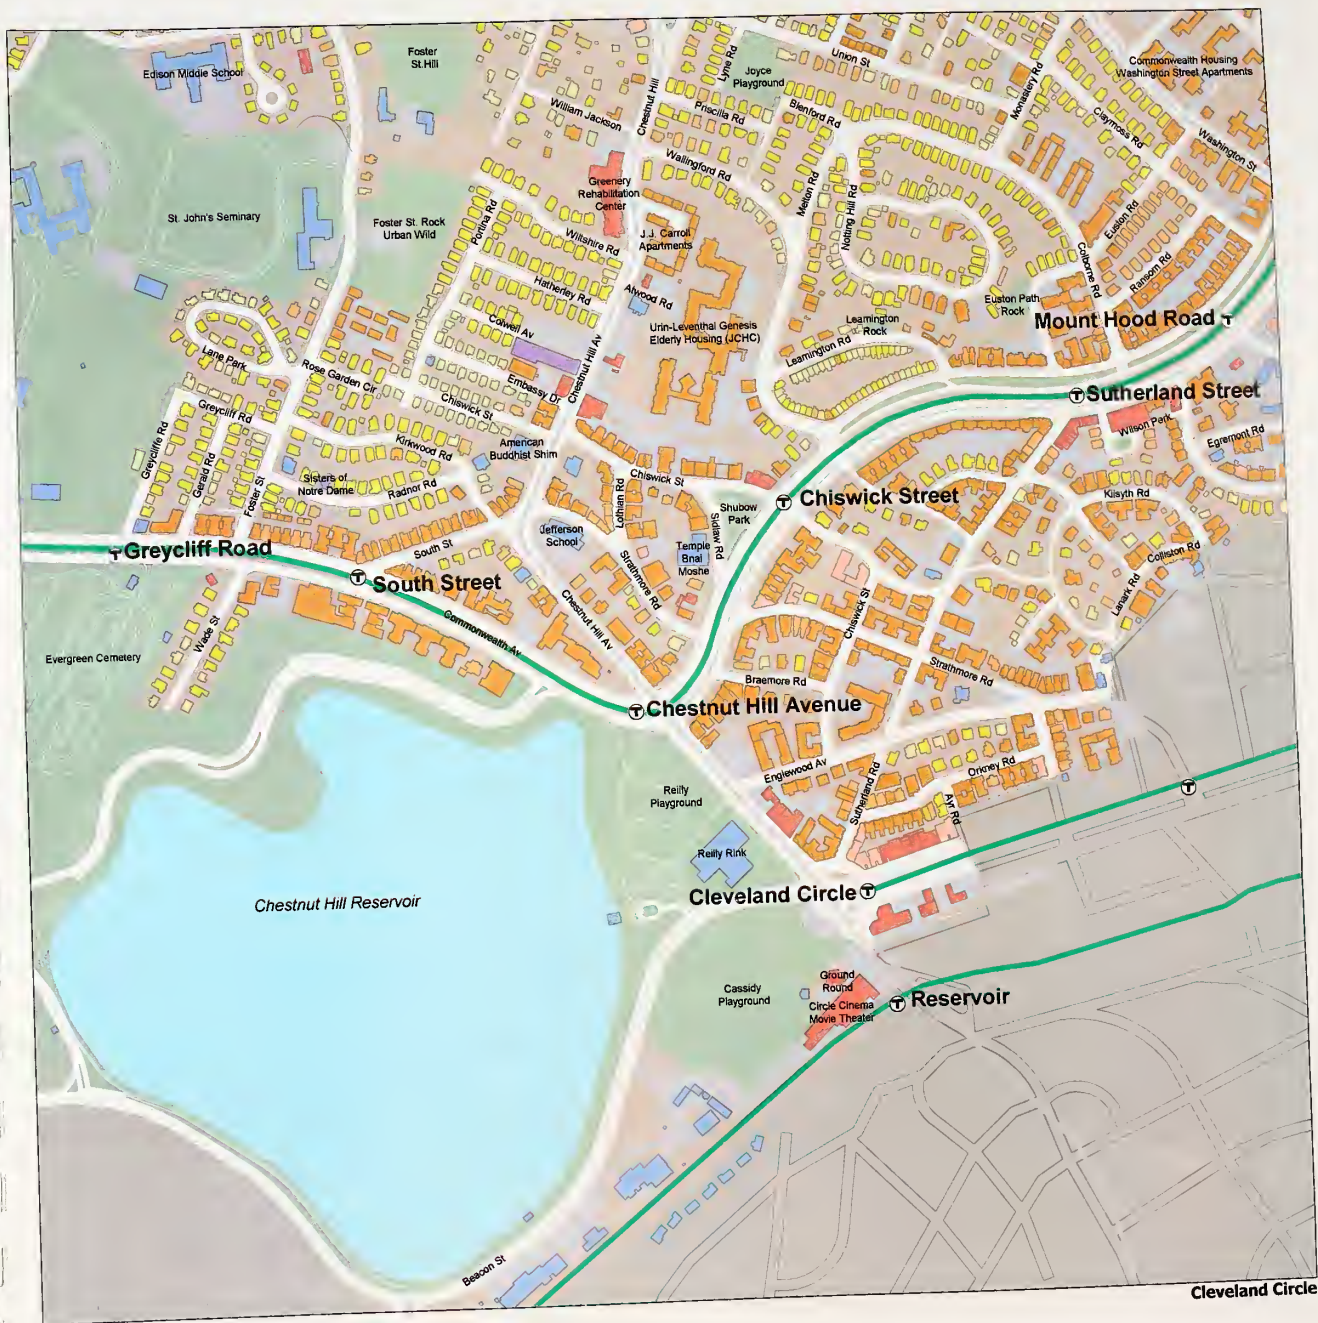 Edison Middle School
Foster
St.Hill
William Jackson
Chestnut Hill
Lyne Rd
Joyce
Playground
Union St
Priscilla Rd
Blenford Rd
Monastery Rd
Commonwealth Housing
Washington Street Apartments
Claymoss Rd
Washington St
Wallingford Rd
Greenery
Rehabilitation
Center
St. John's Seminary
Foster St. Rock
Urban Wild
Portina Rd
Wiltshire Rd
J.J. Carroll
Apartments
Melton Rd
Notting Hill Rd
Euston Rd
Colborne Rd
Ransom Rd
Hatherley Rd
Atwood Rd
Euston Path
Rock
Mount Hood Road T
Colwell Av
Chestnut Hill Av
Urin-Leventhal Genesis
Elderly Housing (JCHC)
Leamington
Rock
Leamington Rd
Lane Park
Rose Garden Cir
Embassy Dr
Chiswick St
T Sutherland Street
Greycliff Rd
Greycliffe Rd
Gerald Rd
Foster St
Kirkwood Rd
American
Buddhist Shim
Wilson Park
Egremont Rd
Sisters of
Notre Dame
Radnor Rd
Lothian Rd
Chiswick St
Kilsyth Rd
T Chiswick Street
Shubow
Park
Sidlaw Rd
Jefferson
School
T Greycliff Road
South St
Temple
Bnai
Moshe
Colliston Rd
T
South Street
Strathmore Rd
Chestnut Hill Av
Chiswick St
Lanark Rd
Commonwealth Av
Wade St
Evergreen Cemetery
Strathmore Rd
Braemore Rd
T Chestnut Hill Avenue
Englewood Av
Sutherland Rd
Orkney Rd
Ayr Rd
T
Reilly
Playground
Reilly Rink
Cleveland Circle T
Chestnut Hill Reservoir
Cassidy
Playground
Ground
Round
Circle Cinema
Movie Theater
T Reservoir
Beacon St
Cleveland Circle